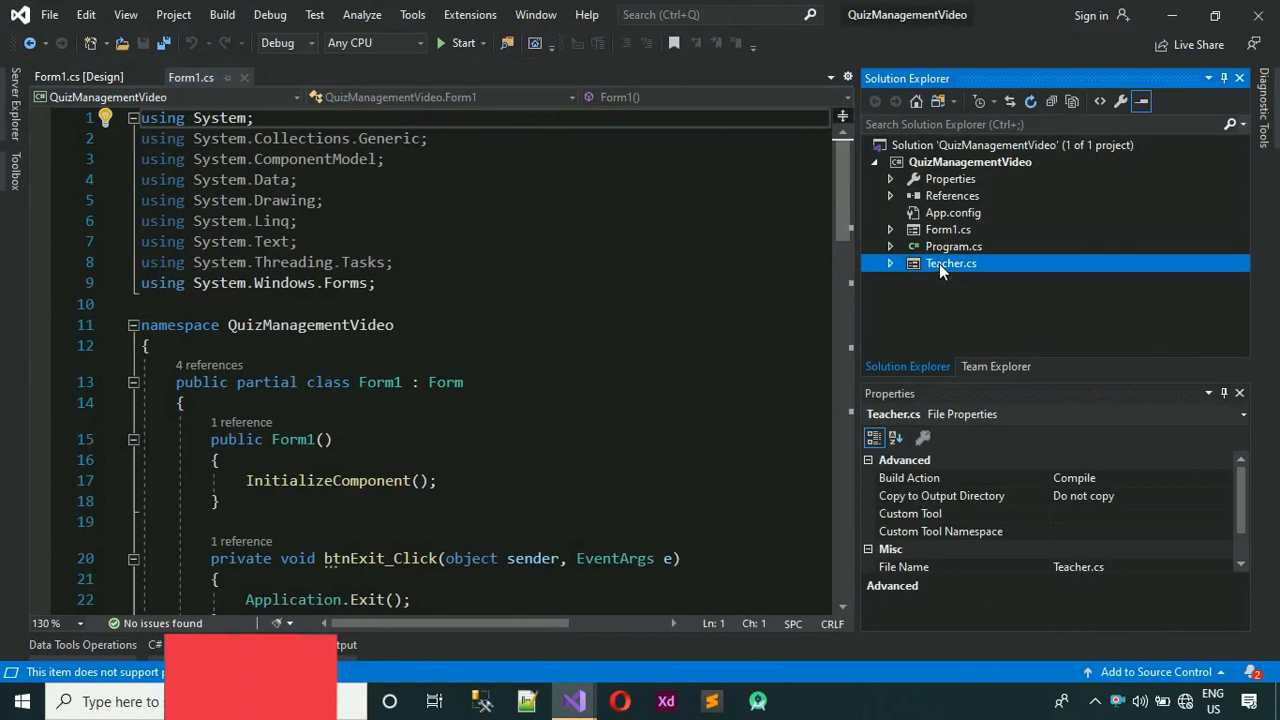 File Edit View Project Build Debug Test Analyze Tools Extensions Window Help Search (Ctrl+Q) QuizManagementVideo Sign in
Debug Any CPU Start Live Share
Form1.cs [Design] Form1.cs
QuizManagementVideo QuizManagementVideo.Form1 Form1()
1 using System;
2 using System.Collections.Generic;
3 using System.ComponentModel;
4 using System.Data;
5 using System.Drawing;
6 using System.Linq;
7 using System.Text;
8 using System.Threading.Tasks;
9 using System.Windows.Forms;
10
11 namespace QuizManagementVideo
12 {
4 references
13 public partial class Form1 : Form
14 {
1 reference
15 public Form1()
16 {
17 InitializeComponent();
18 }
19
1 reference
20 private void btnExit_Click(object sender, EventArgs e)
21 {
22 Application.Exit();
130 % No issues found Ln: 1 Ch: 1 SPC CRLF
Server Explorer
Toolbox
Solution Explorer
Search Solution Explorer (Ctrl+;)
Solution 'QuizManagementVideo' (1 of 1 project)
QuizManagementVideo
Properties
References
App.config
Form1.cs
C# Program.cs
Teacher.cs
Solution Explorer Team Explorer
Properties
Teacher.cs File Properties
Advanced
Build Action Compile
Copy to Output Directory Do not copy
Custom Tool
Custom Tool Namespace
Misc
File Name Teacher.cs
Advanced
Diagnostic Tools
Data Tools Operations C# tput
This item does not support p Add to Source Control 2
Type here to s Xd ENG
US